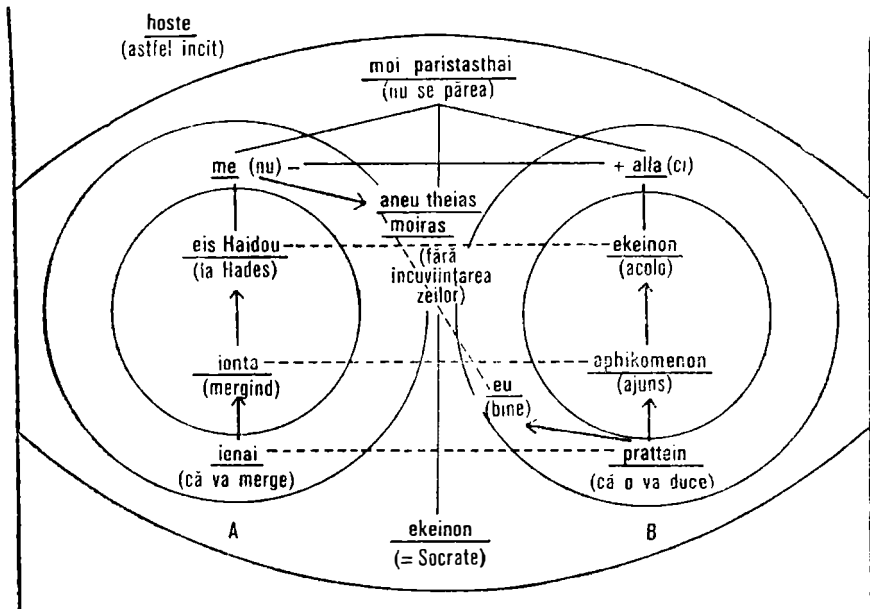 hoste
(astfel incit)
moi paristasthai
(nu se părea)
me (nu) –
+ alla (ci)
aneu theias
moiras
(fără
incuviințarea
zeilor)
eis Haidou
(la Hades)
ekeinon
(acolo)
ionta
(mergind)
aphikomenon
(ajuns)
eu
(bine)
ienai
(că va merge)
prattein
(că o va duce)
A
ekeinon
(= Socrate)
B